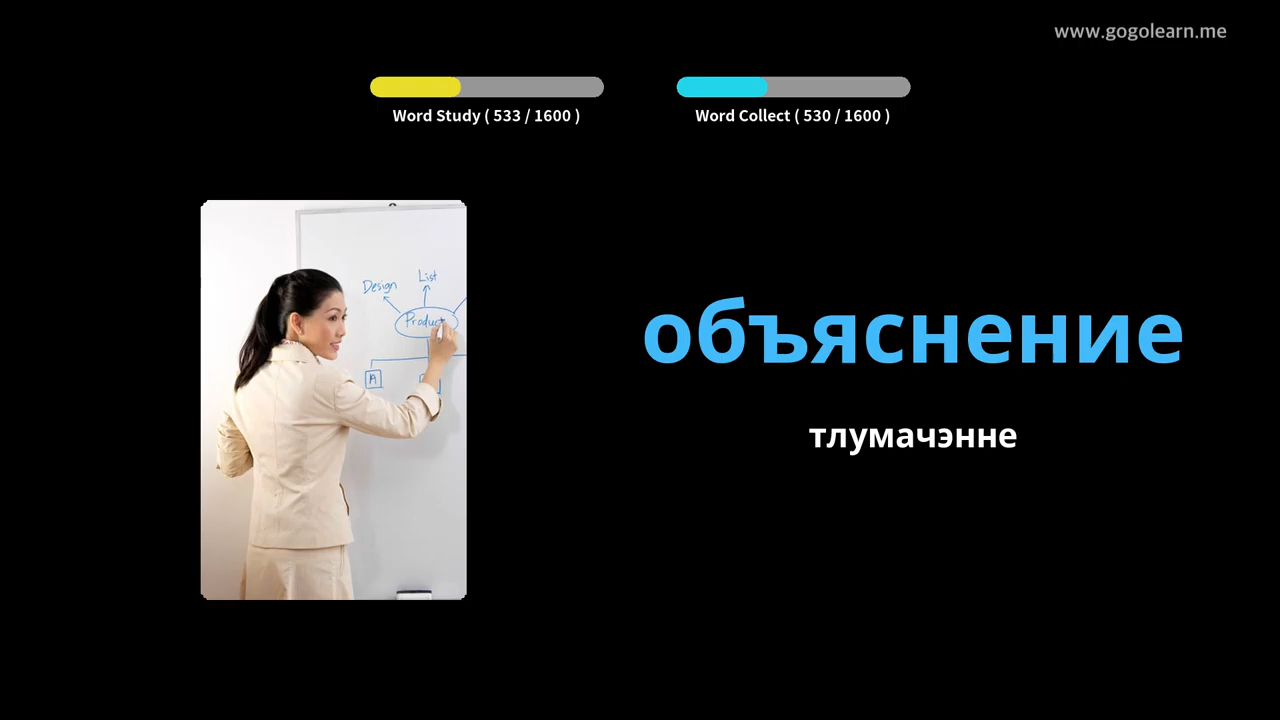 www.gogolearn.me
Word Study ( 533 / 1600 )
Word Collect ( 530 / 1600 )
Design
List
Product
A
объяснение
тлумачэнне